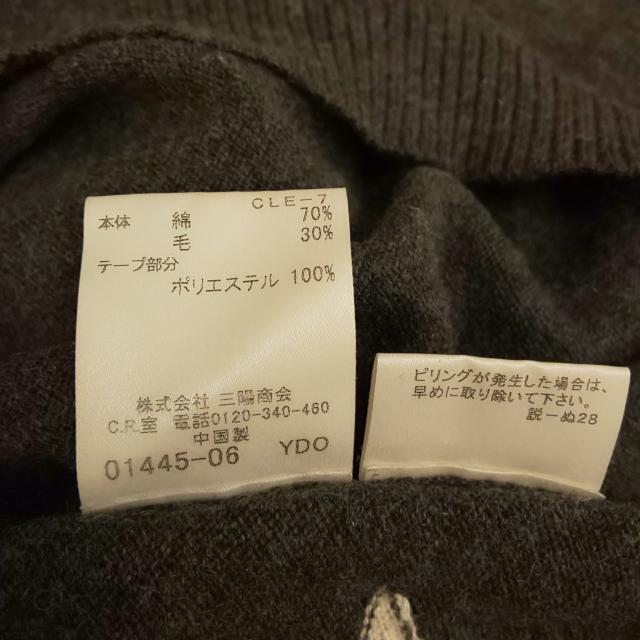 CLE-7
本体 綿 70%
毛 30%
テープ部分
ポリエステル 100%
株式会社 三陽商会
C.R.室 電話0120-340-460
中国製
01445-06 YDO
ピリングが発生した場合は、
早めに取り除いて下さい。
鋭一ぬ28